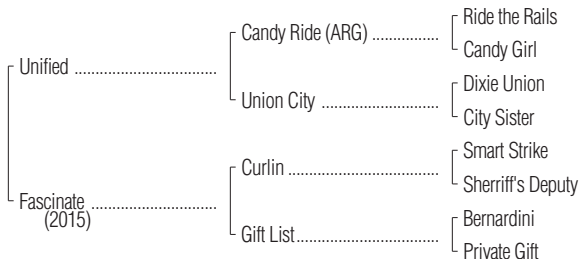 Ride the Rails
Candy Ride (ARG) ................
Candy Girl
Unified ..................................
Dixie Union
Union City ............................
City Sister
Smart Strike
Curlin ....................................
Sherriff's Deputy
Fascinate ..............................
(2015)
Bernardini
Gift List..................................
Private Gift